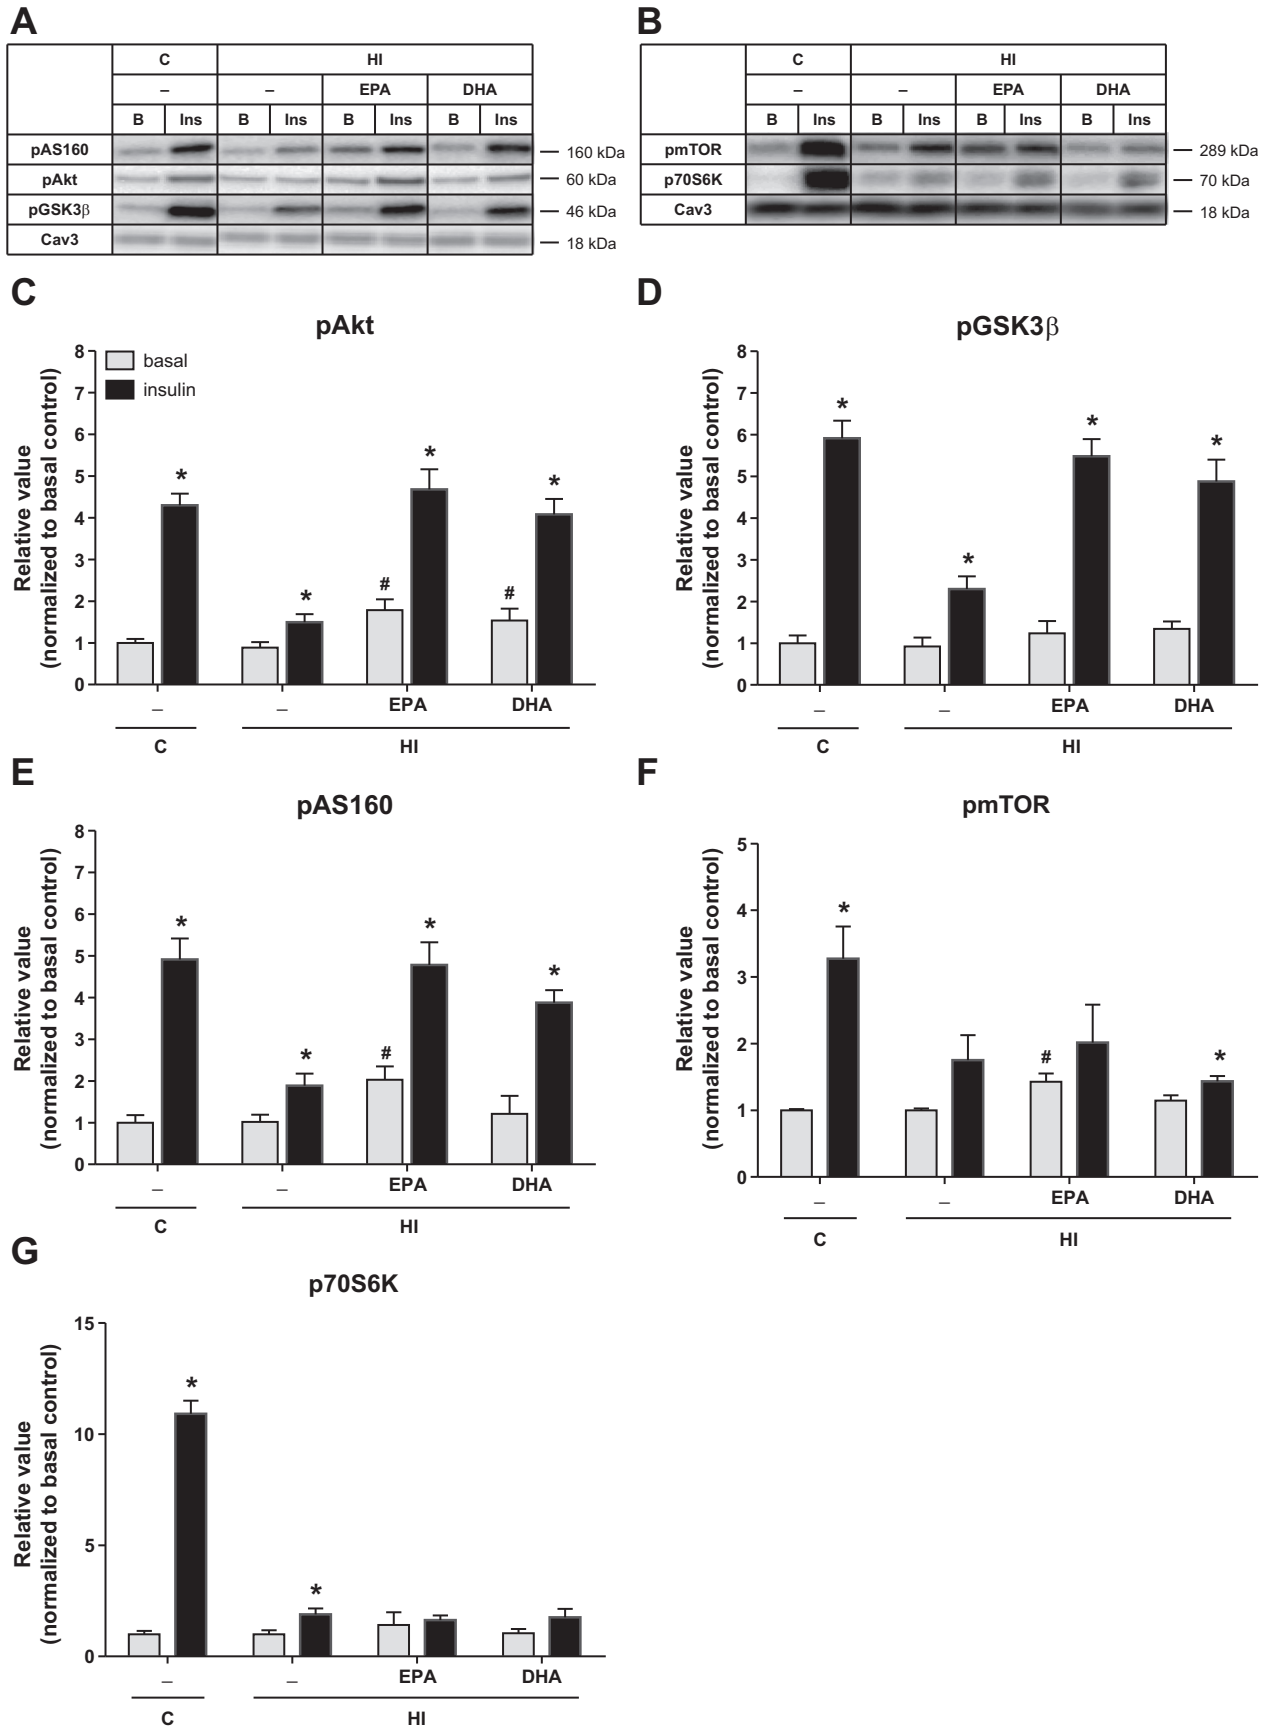 A
C HI
– – EPA DHA
B Ins B Ins B Ins B Ins
pAS160 160 kDa
pAkt 60 kDa
pGSK3β 46 kDa
Cav3 18 kDa
B
C HI
– – EPA DHA
B Ins B Ins B Ins B Ins
pmTOR 289 kDa
p70S6K 70 kDa
Cav3 18 kDa
C
pAkt
Relative value
(normalized to basal control)
8
7
6
5
4
3
2
1
0
basal
insulin
* * # * # *
– – EPA DHA
C HI
D
pGSK3β
Relative value
(normalized to basal control)
8
7
6
5
4
3
2
1
0
* * * *
– – EPA DHA
C HI
E
pAS160
Relative value
(normalized to basal control)
8
7
6
5
4
3
2
1
0
* * # * *
– – EPA DHA
C HI
F
pmTOR
Relative value
(normalized to basal control)
5
4
3
2
1
0
* # *
– – EPA DHA
C HI
G
p70S6K
Relative value
(normalized to basal control)
15
10
5
0
* *
– – EPA DHA
C HI